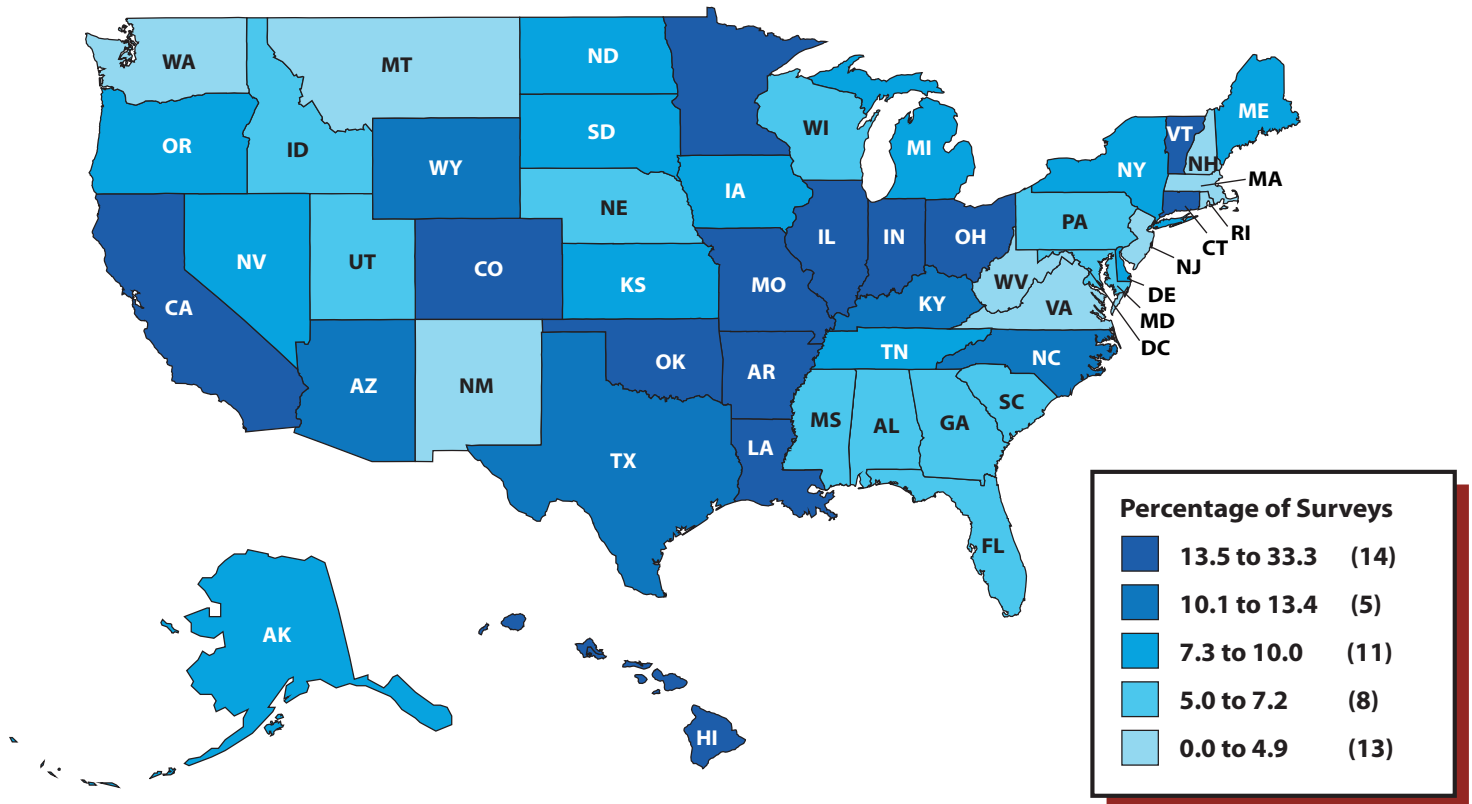 WA
MT
ND
OR
ID
WY
SD
WI
MI
ME
VT
NH
NY
MA
RI
CT
NV
UT
CO
NE
IA
IL
IN
OH
PA
NJ
CA
KS
MO
KY
WV
VA
DE
MD
DC
AZ
NM
OK
AR
TN
NC
TX
LA
MS
AL
GA
SC
FL
AK
HI
Percentage of Surveys
13.5 to 33.3 (14)
10.1 to 13.4 (5)
7.3 to 10.0 (11)
5.0 to 7.2 (8)
0.0 to 4.9 (13)